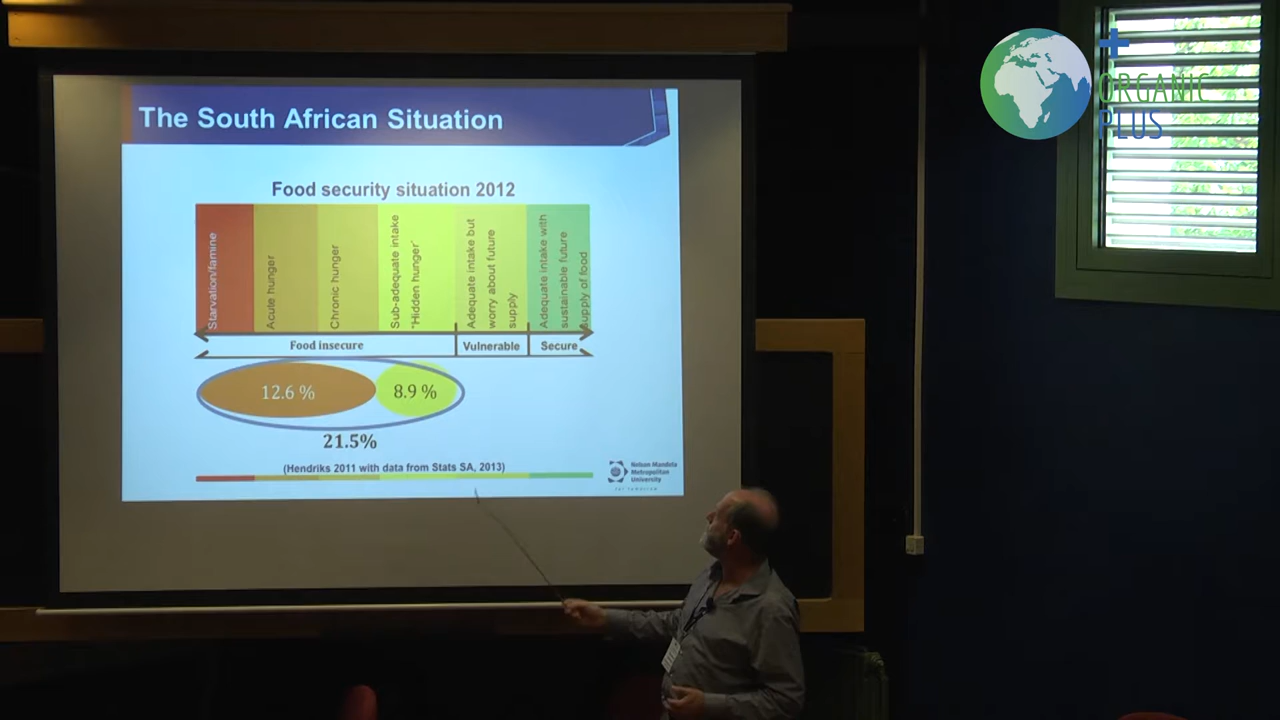 The South African Situation
Food security situation 2012
Starvation/famine
Acute hunger
Chronic hunger
Sub-adequate intake
"Hidden hunger"
Adequate intake but
worry about future
supply
Adequate intake with
sustainable future
supply of food
Food insecure
Vulnerable
Secure
12.6 %
8.9 %
21.5%
(Hendriks 2011 with data from Stats SA, 2013)
Nelson Mandela
Metropolitan
University
for tomorrow
+
ORGANIC
PLUS